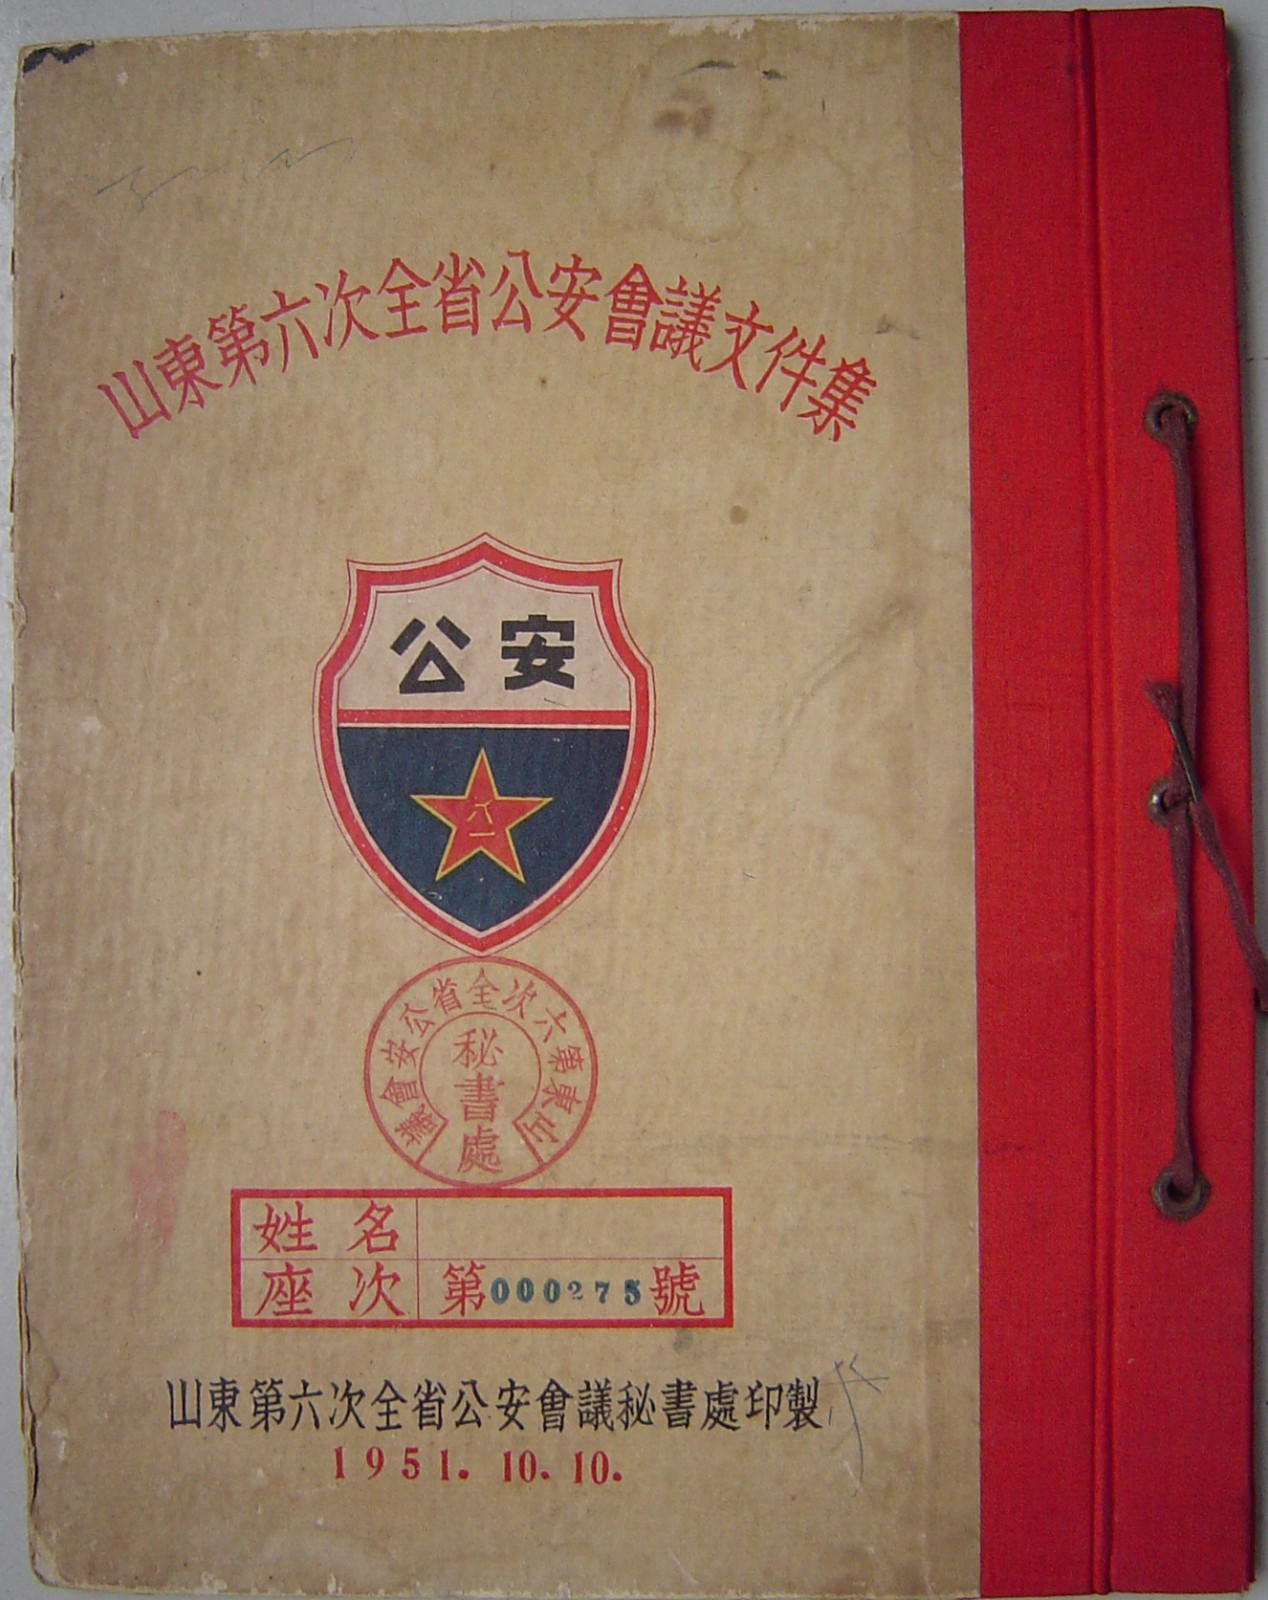 山東第六次全省公安會議文件集
公安
八一
山東第六次全省公安會議
秘書處
姓名
座次 第000275號
山東第六次全省公安會議秘書處印製
1951.10.10.